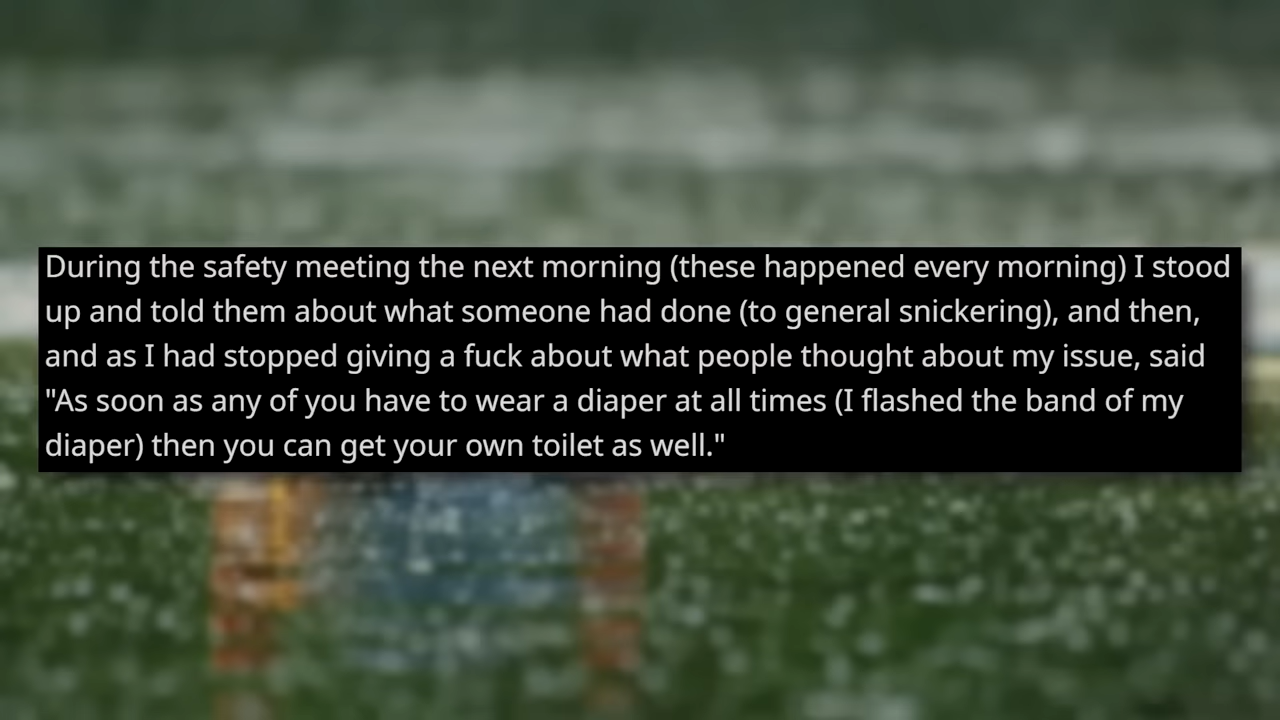 During the safety meeting the next morning (these happened every morning) I stood
up and told them about what someone had done (to general snickering), and then,
and as I had stopped giving a fuck about what people thought about my issue, said
"As soon as any of you have to wear a diaper at all times (I flashed the band of my
diaper) then you can get your own toilet as well."